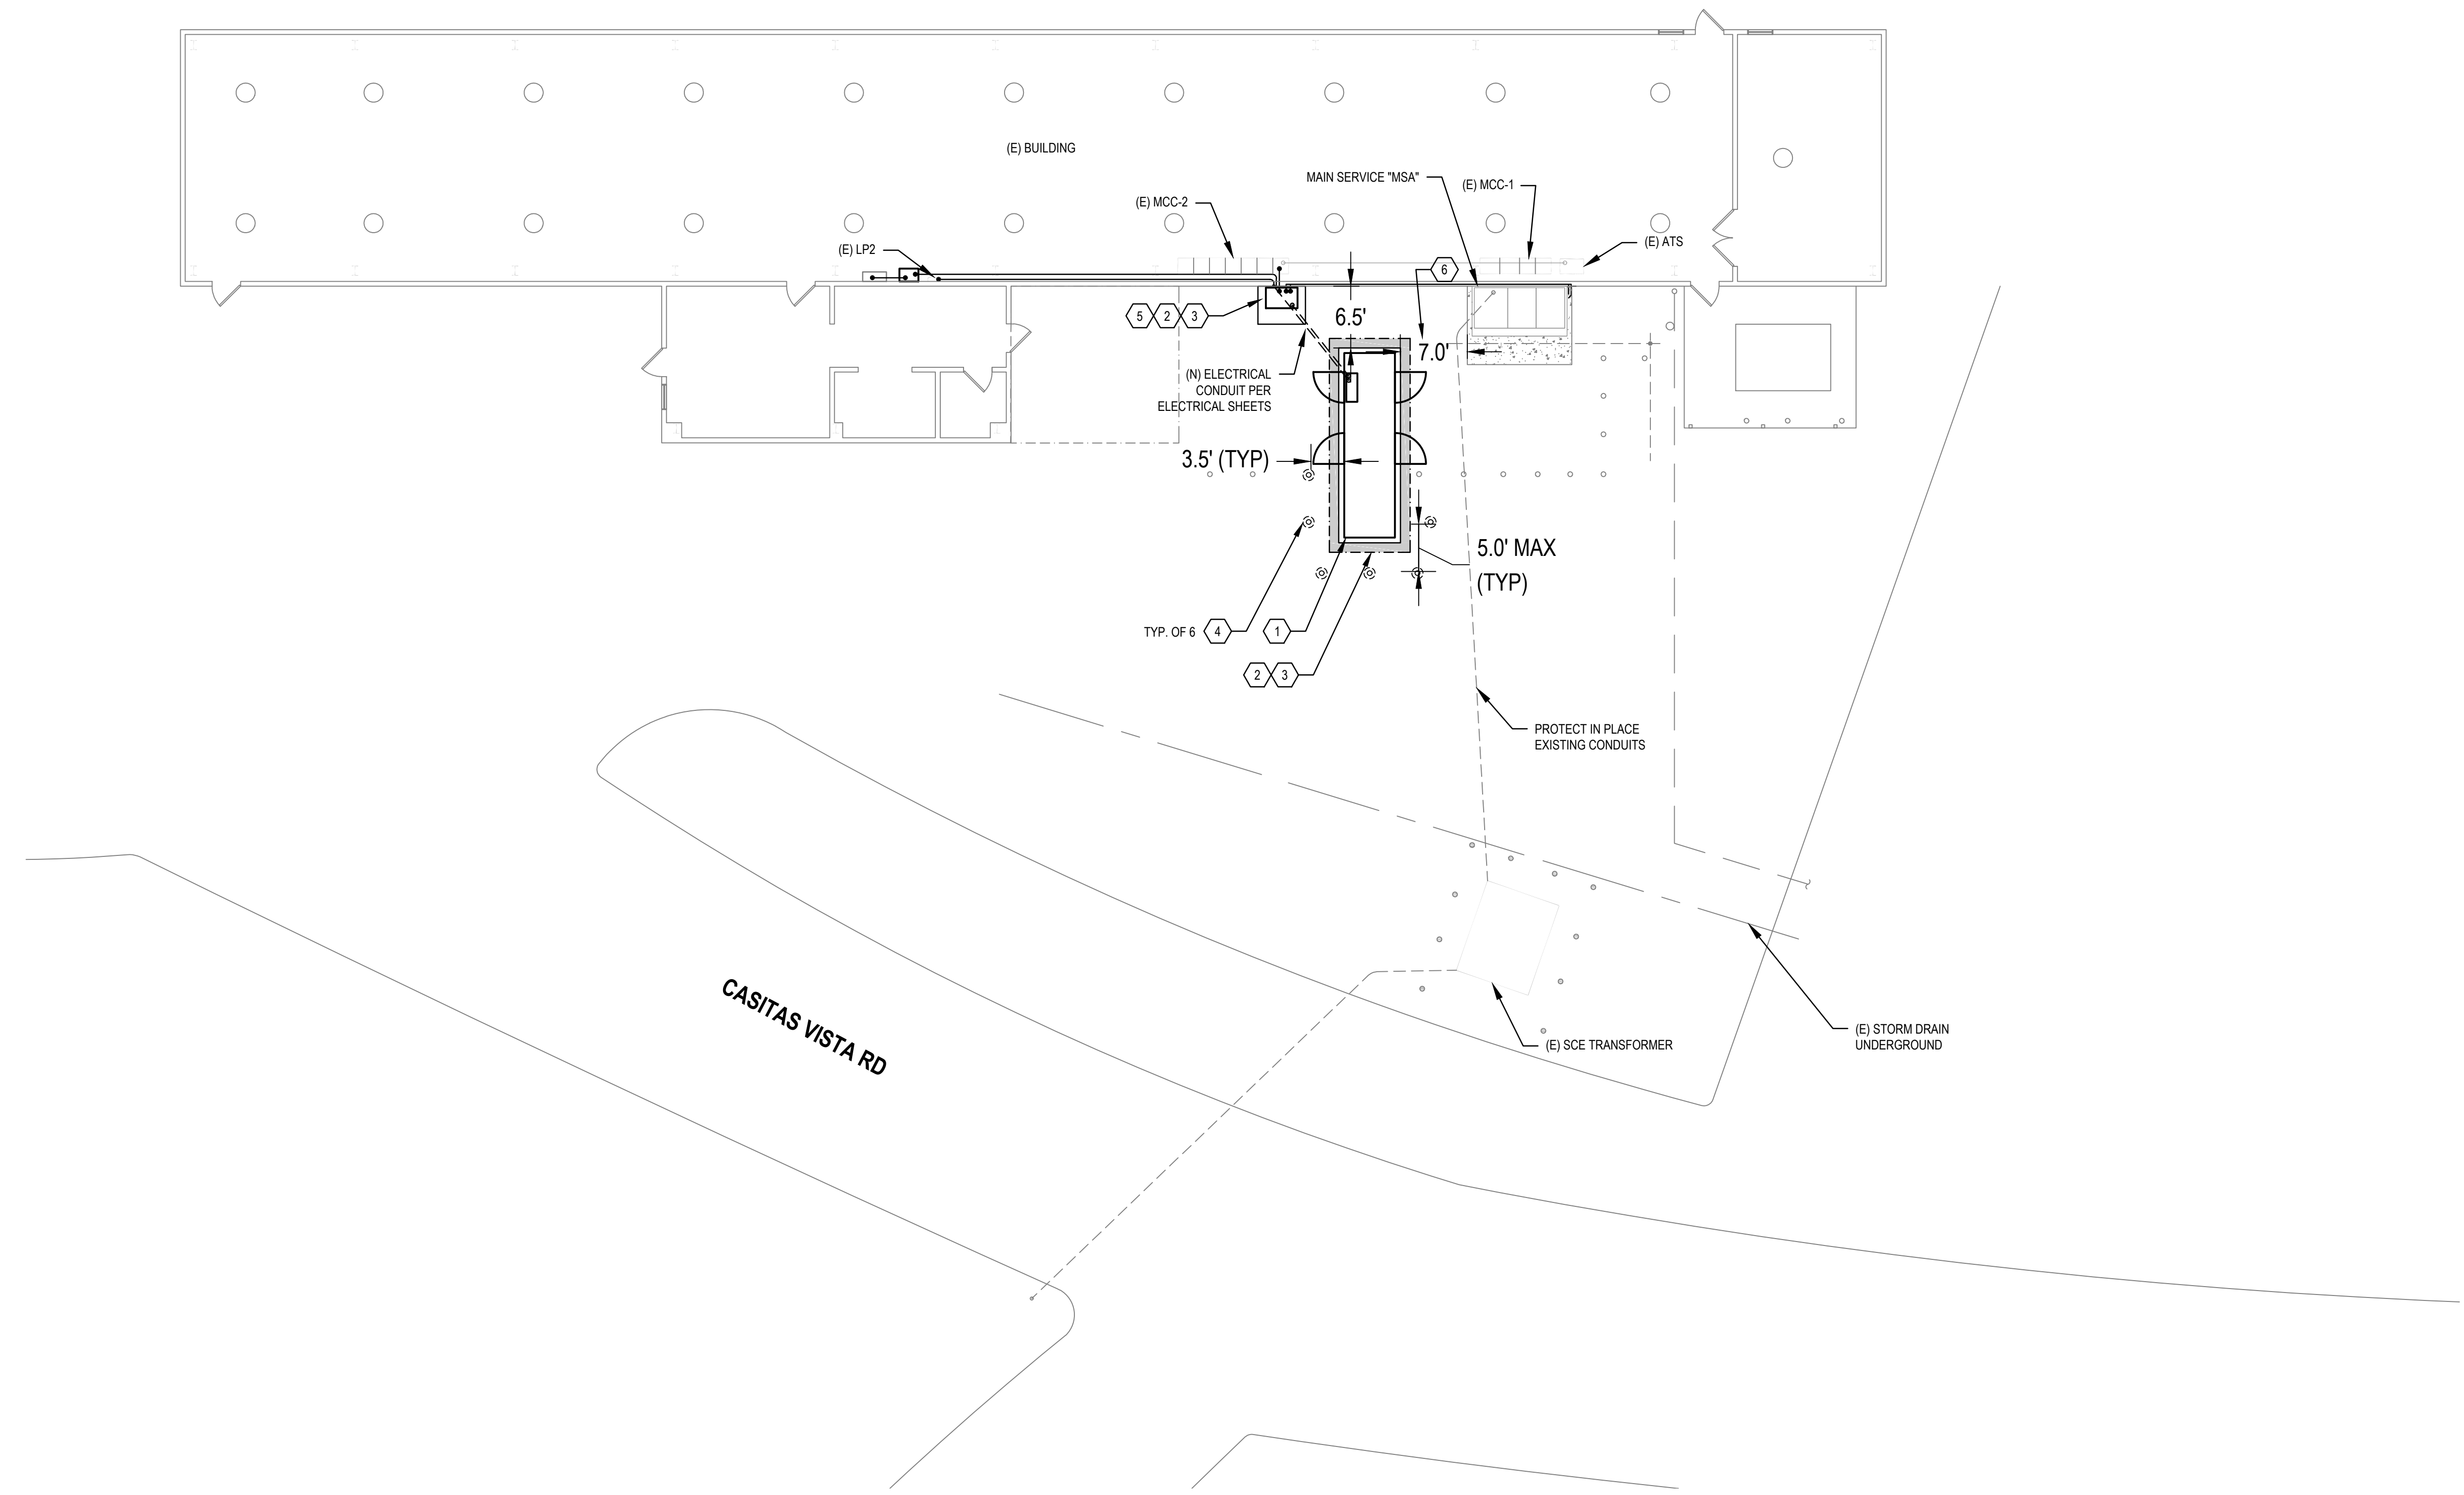 (E) BUILDING
MAIN SERVICE "MSA"
(E) MCC-1
(E) MCC-2
(E) ATS
(E) LP2
6
5 2 3
6.5'
7.0'
(N) ELECTRICAL
CONDUIT PER
ELECTRICAL SHEETS
3.5' (TYP)
5.0' MAX
(TYP)
TYP. OF 6 4
1
2 3
PROTECT IN PLACE
EXISTING CONDUITS
CASITAS VISTA RD
(E) STORM DRAIN
UNDERGROUND
(E) SCE TRANSFORMER